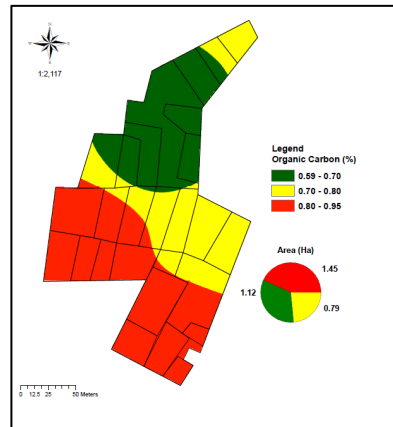 1:2,117
Legend
Organic Carbon (%)
0.59 - 0.70
0.70 - 0.80
0.80 - 0.95
Area (Ha)
1.45
1.12
0.79
0 12.5 25 50 Meters